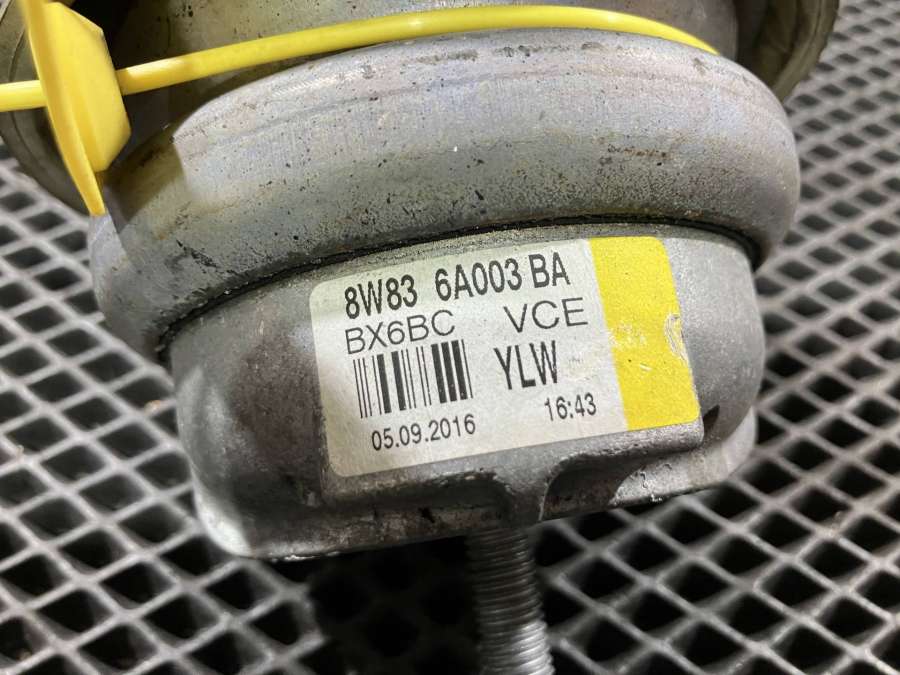 8W83 6A003 BA
BX6BC VCE
YLW
05.09.2016 16:43